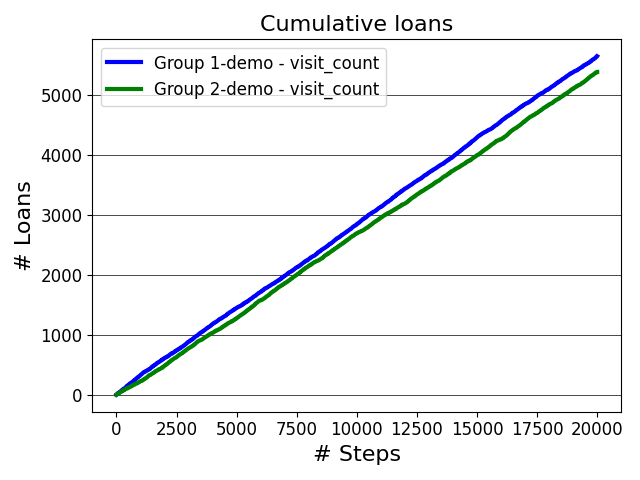 Cumulative loans
Group 1-demo - visit_count
Group 2-demo - visit_count
# Loans
5000
4000
3000
2000
1000
0
0 2500 5000 7500 10000 12500 15000 17500 20000
# Steps